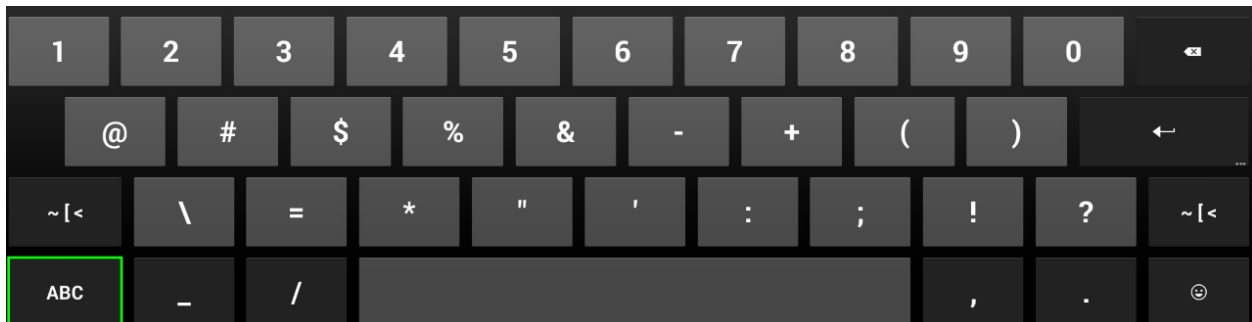 1 2 3 4 5 6 7 8 9 0
@ # $ % & - + ( )
~[< \ = * " ' : ; ! ? ~[<
ABC _ / , .